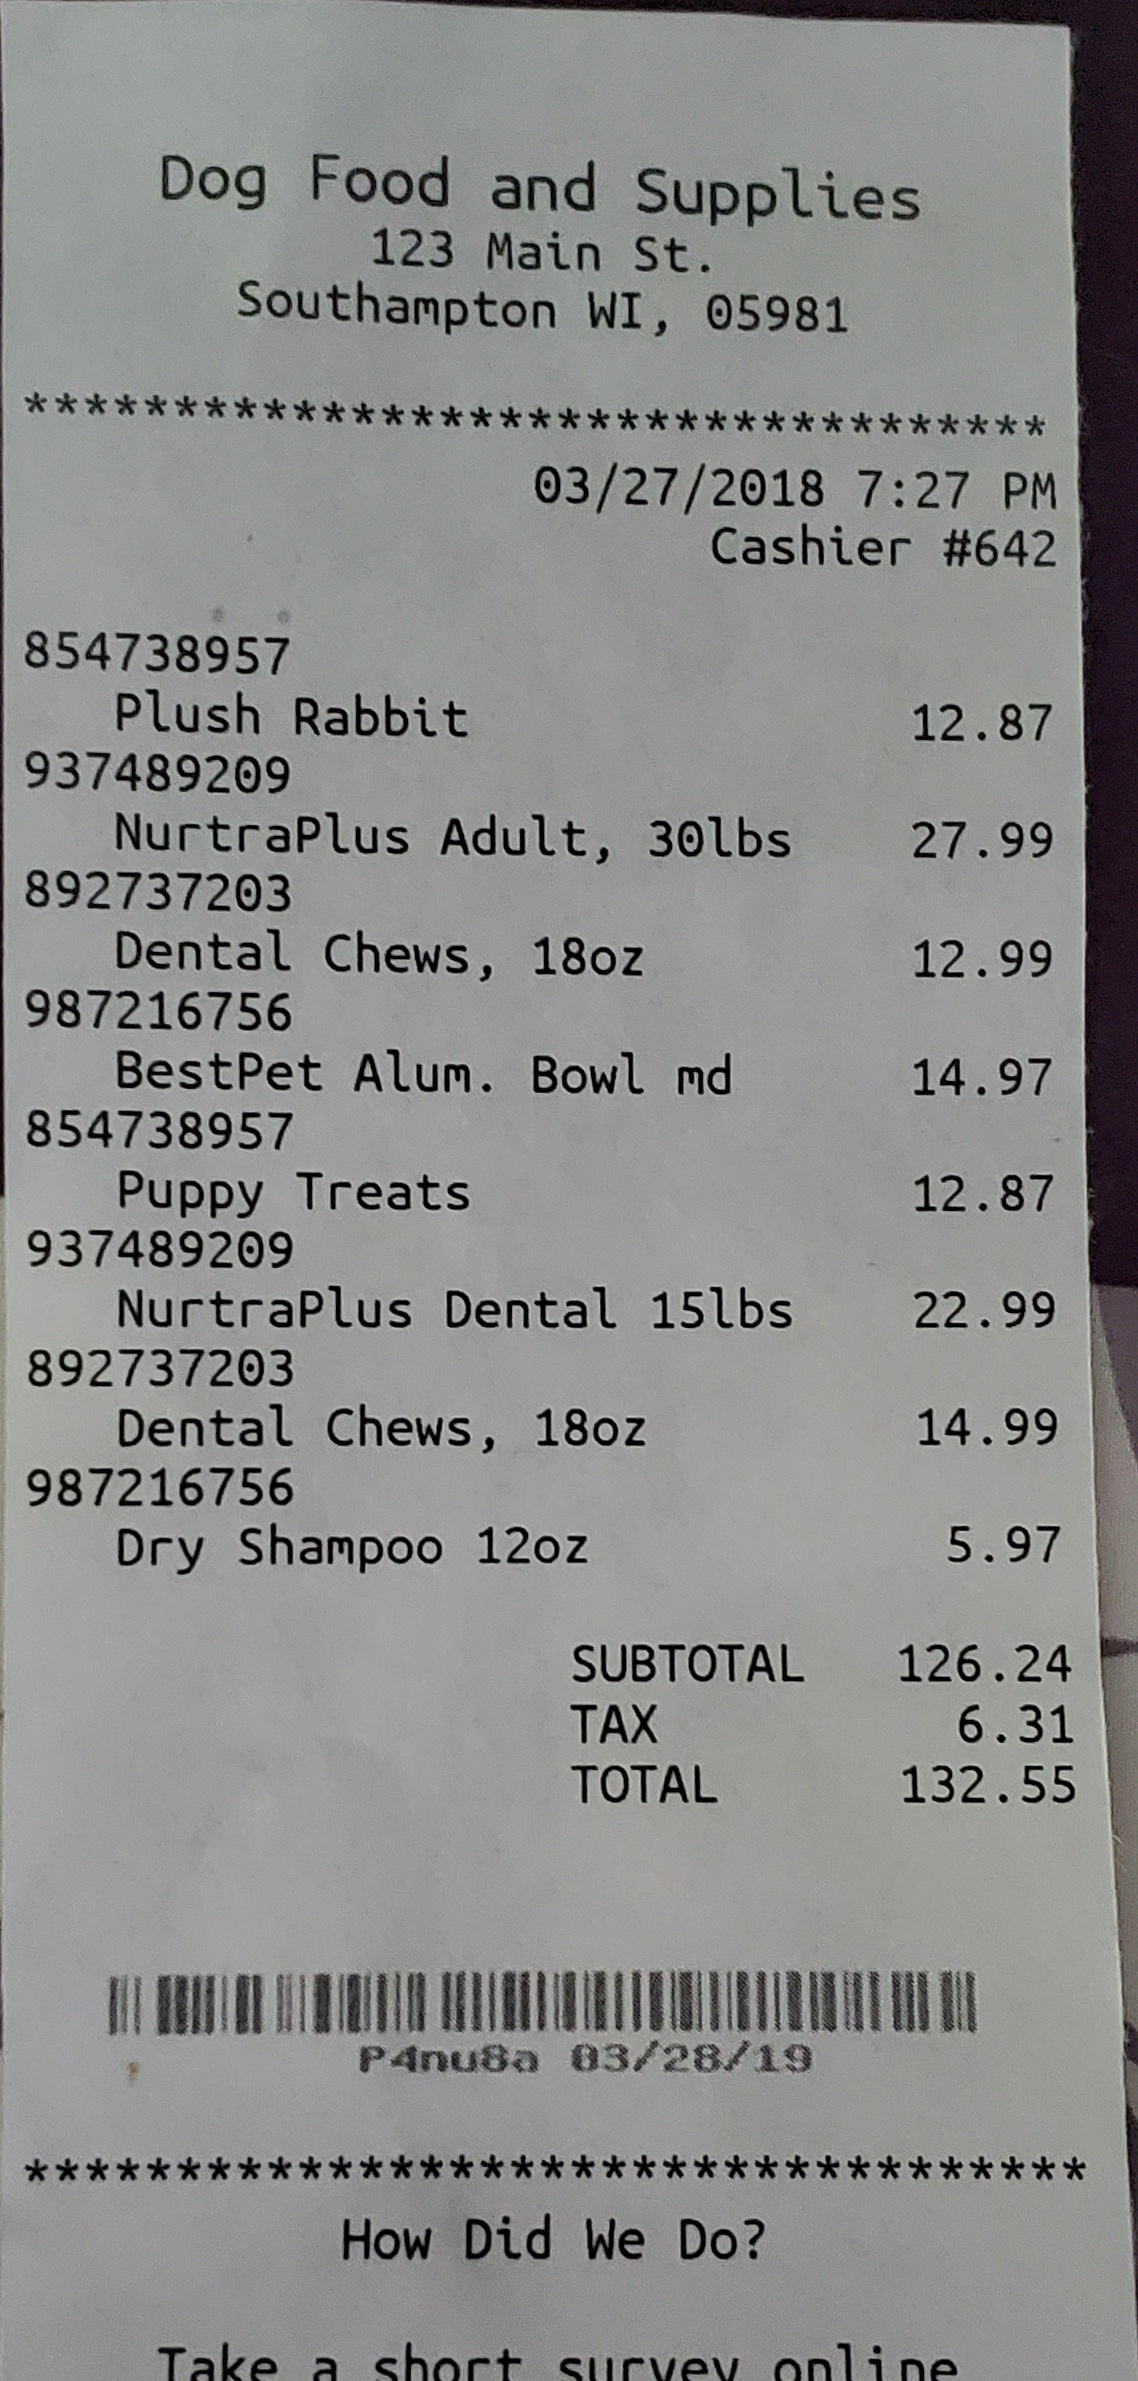 Dog Food and Supplies
123 Main St.
Southampton WI, 05981
***********************************
03/27/2018 7:27 PM
Cashier #642
854738957
Plush Rabbit 12.87
937489209
NurtraPlus Adult, 30lbs 27.99
892737203
Dental Chews, 18oz 12.99
987216756
BestPet Alum. Bowl md 14.97
854738957
Puppy Treats 12.87
937489209
NurtraPlus Dental 15lbs 22.99
892737203
Dental Chews, 18oz 14.99
987216756
Dry Shampoo 12oz 5.97
SUBTOTAL 126.24
TAX 6.31
TOTAL 132.55
P4nu8a 03/28/19
***********************************
How Did We Do?
Take a short survey online